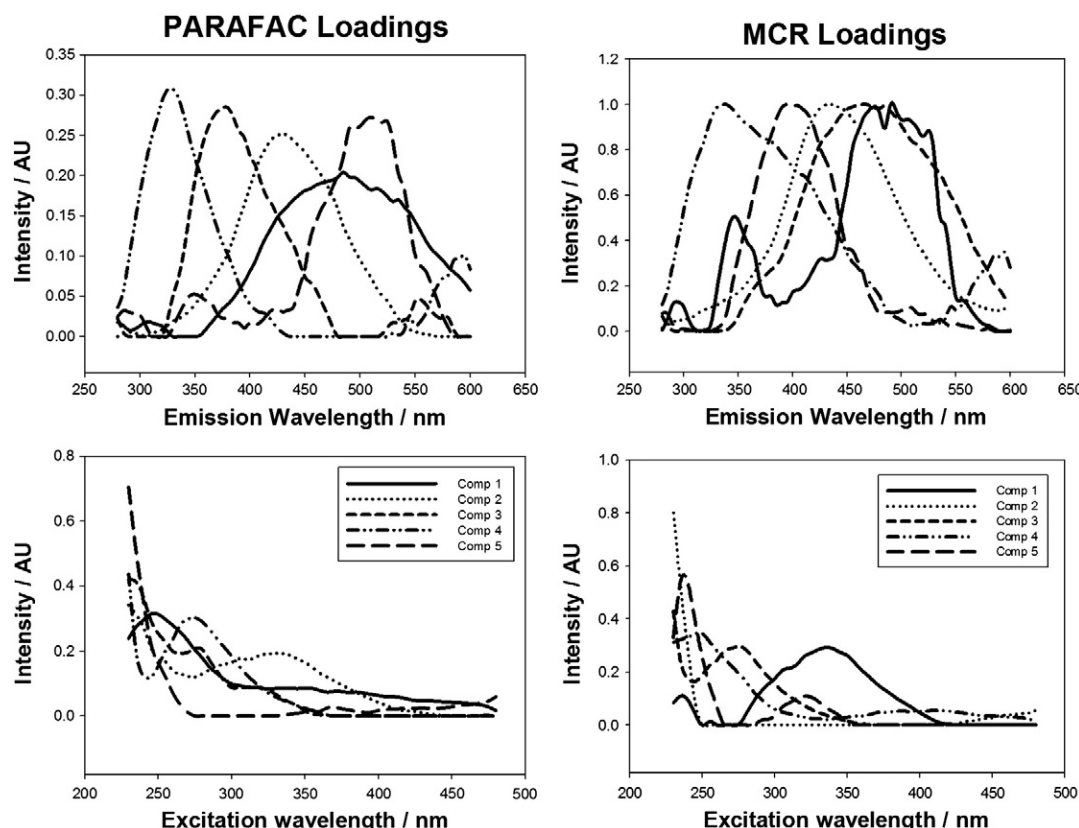 PARAFAC Loadings
0.35
0.30
0.25
0.20
0.15
0.10
0.05
0.00
Intensity / AU
250 300 350 400 450 500 550 600 650
Emission Wavelength / nm
MCR Loadings
1.2
1.0
0.8
0.6
0.4
0.2
0.0
Intensity / AU
250 300 350 400 450 500 550 600 650
Emission Wavelength / nm
0.8
0.6
0.4
0.2
0.0
Intensity / AU
Comp 1
Comp 2
Comp 3
Comp 4
Comp 5
200 250 300 350 400 450 500
Excitation wavelength / nm
1.0
0.8
0.6
0.4
0.2
0.0
Intensity / AU
Comp 1
Comp 2
Comp 3
Comp 4
Comp 5
200 250 300 350 400 450 500
Excitation wavelength / nm